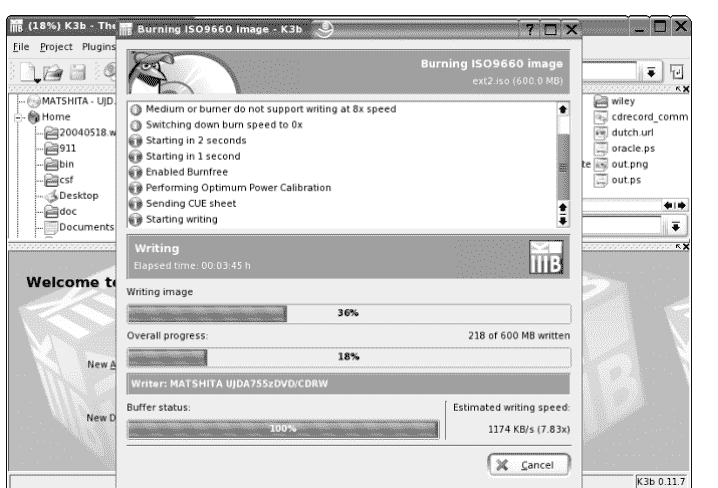 (18%) K3b - The
Burning ISO9660 Image - K3b
File Project Plugins
Burning ISO9660 image
ext2.iso (600.0 MB)
MATSHITA - UJD
Home
20040518.w
911
bin
csf
Desktop
doc
Documents
Medium or burner do not support writing at 8x speed
Switching down burn speed to 0x
Starting in 2 seconds
Starting in 1 second
Enabled Burnfree
Performing Optimum Power Calibration
Sending CUE sheet
Starting writing
wiley
cdrecord_comm
dutch.url
oracle.ps
te
out.png
out.ps
Writing
Elapsed time: 00:03:45 h
Welcome to
Writing image
36%
Overall progress:
218 of 600 MB written
18%
New A
Writer: MATSHITA UJDA755zDVD/CDRW
Buffer status:
Estimated writing speed:
New D
100%
1174 KB/s (7.83x)
Cancel
K3b 0.11.7